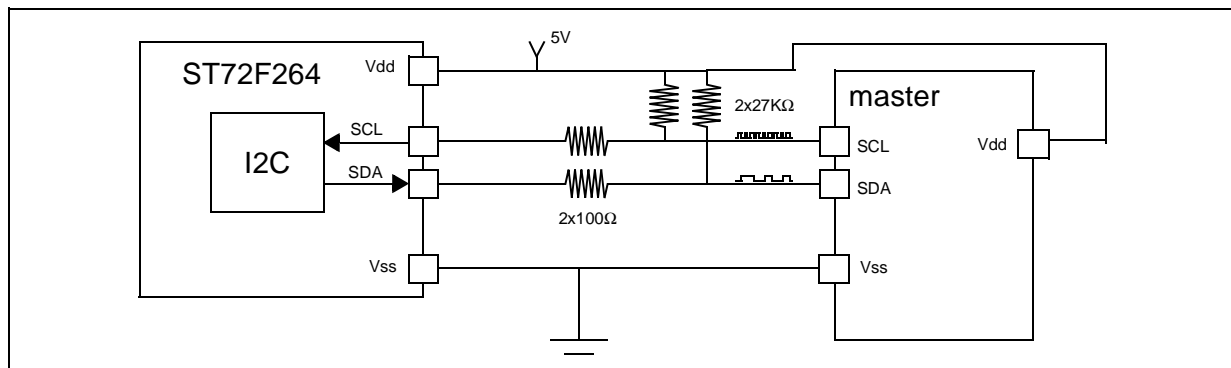 5V
ST72F264
Vdd
master
2x27KΩ
SCL
SCL
Vdd
I2C
SDA
SDA
2x100Ω
Vss
Vss